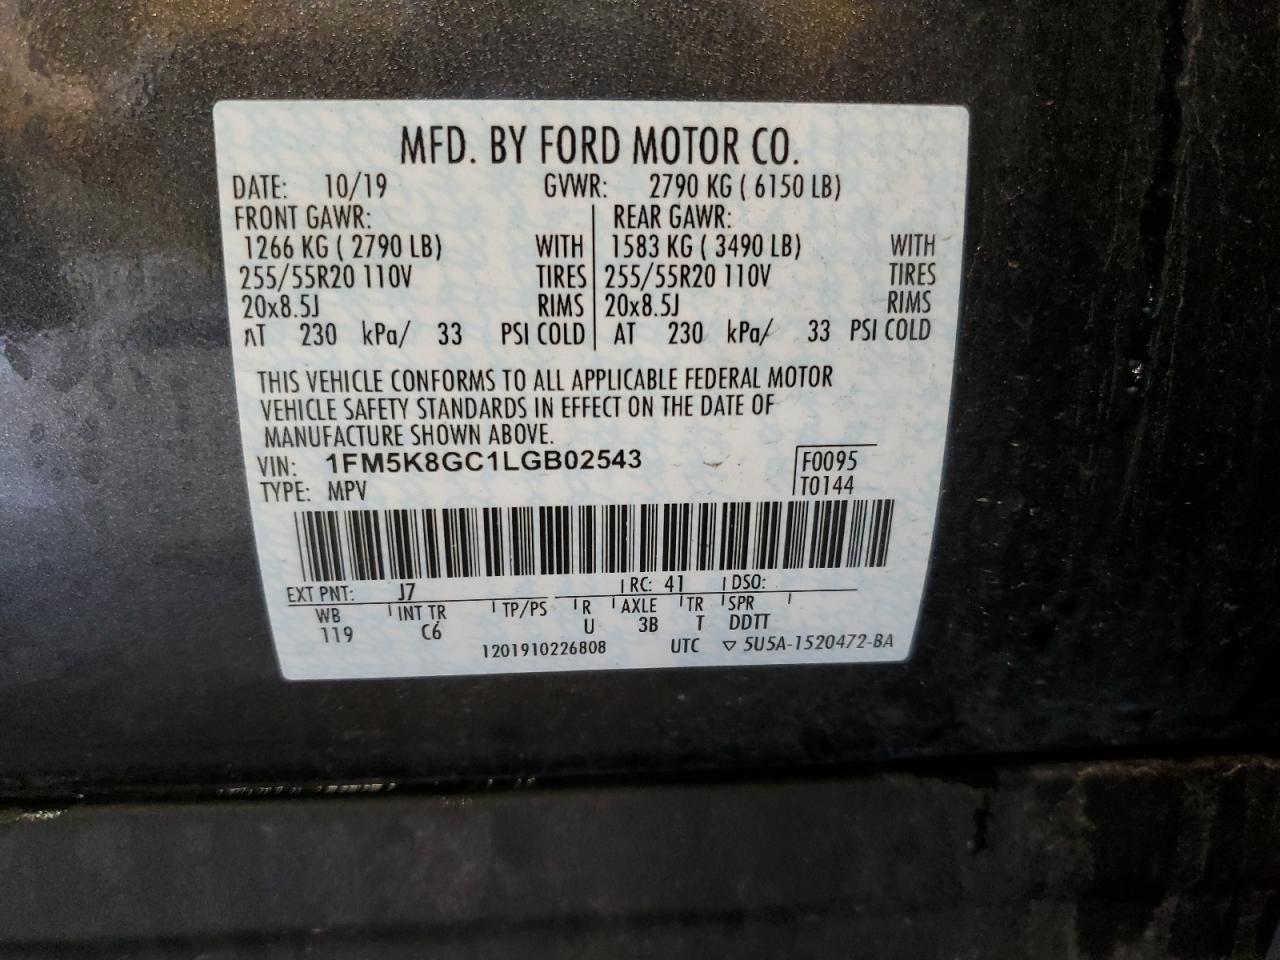 MFD. BY FORD MOTOR CO.
DATE: 10/19 GVWR: 2790 KG ( 6150 LB)
FRONT GAWR: REAR GAWR:
1266 KG ( 2790 LB) WITH 1583 KG ( 3490 LB) WITH
255/55R20 110V TIRES 255/55R20 110V TIRES
20x8.5J RIMS 20x8.5J RIMS
AT 230 kPa/ 33 PSI COLD AT 230 kPa/ 33 PSI COLD
THIS VEHICLE CONFORMS TO ALL APPLICABLE FEDERAL MOTOR
VEHICLE SAFETY STANDARDS IN EFFECT ON THE DATE OF
MANUFACTURE SHOWN ABOVE.
VIN: 1FM5K8GC1LGB02543 F0095
TYPE: MPV T0144
EXT PNT: J7 RC: 41 DSO:
WB INT TR TP/PS R AXLE TR SPR
119 C6 U 3B T DDTT
1201910226808 UTC ▽ 5U5A-1520472-BA